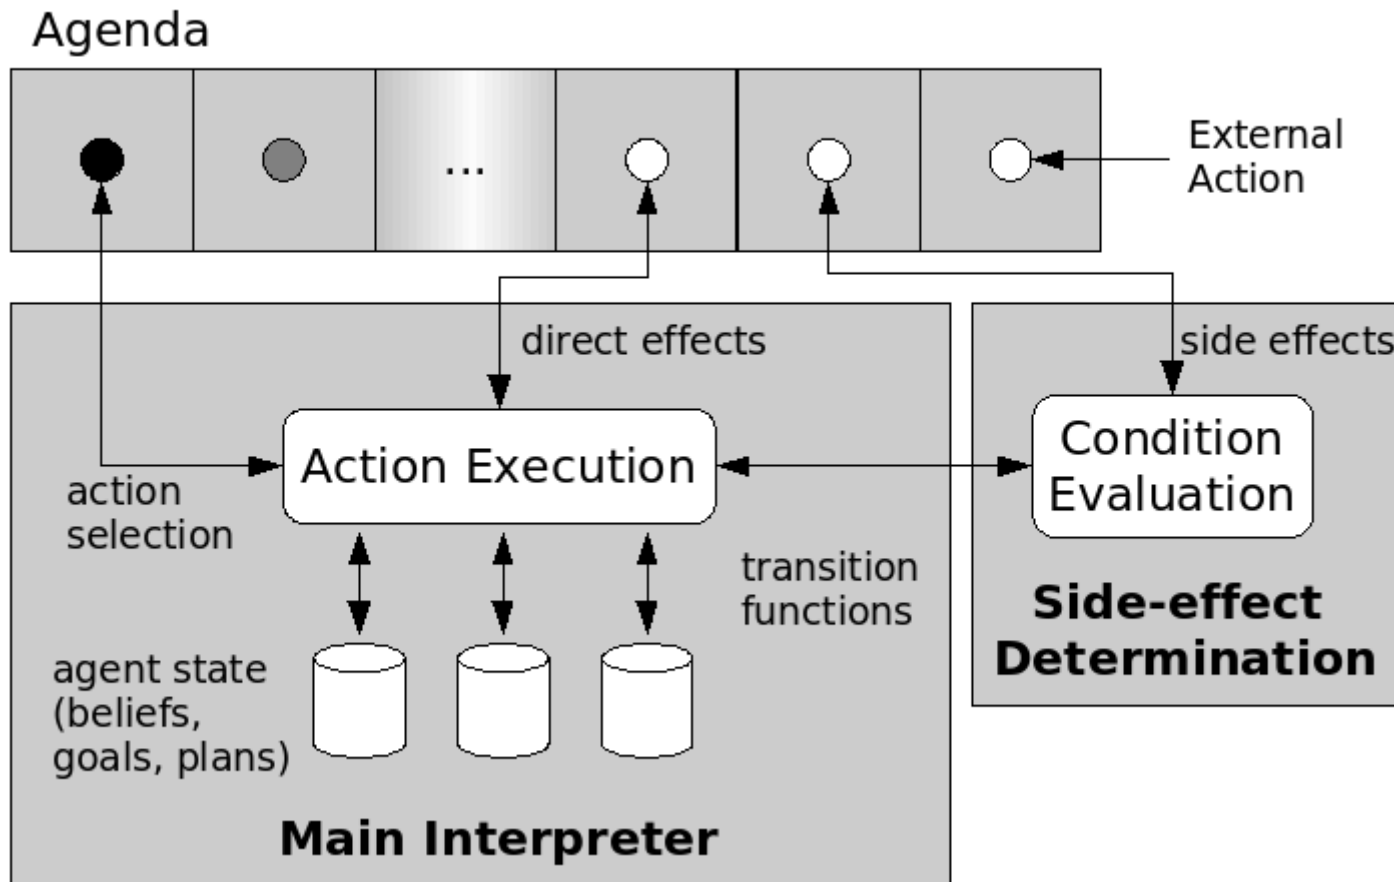 Agenda
...
External
Action
direct effects
side effects
Action Execution
Condition
Evaluation
action
selection
transition
functions
Side-effect
Determination
agent state
(beliefs,
goals, plans)
Main Interpreter